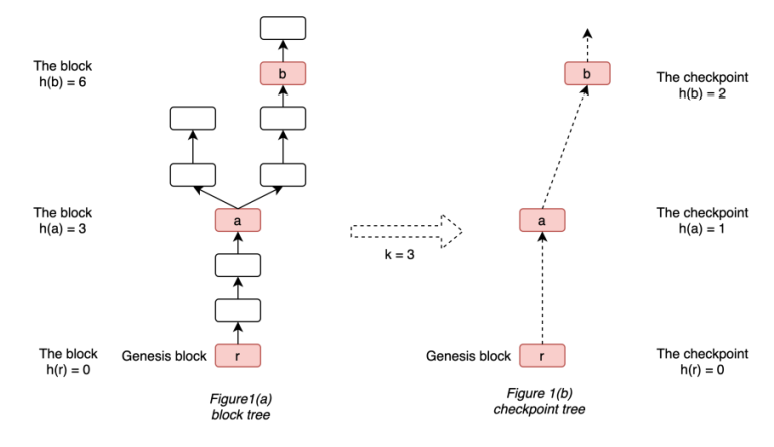 The block
h(b) = 6
b
b
The checkpoint
h(b) = 2
The block
h(a) = 3
a
k = 3
a
The checkpoint
h(a) = 1
The block
h(r) = 0
Genesis block
r
Genesis block
r
The checkpoint
h(r) = 0
Figure1(a)
block tree
Figure 1(b)
checkpoint tree